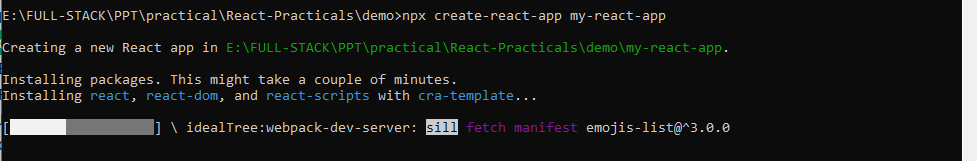 E:\FULL-STACK\PPT\practical\React-Practicals\demo>npx create-react-app my-react-app
Creating a new React app in E:\FULL-STACK\PPT\practical\React-Practicals\demo\my-react-app.
Installing packages. This might take a couple of minutes.
Installing react, react-dom, and react-scripts with cra-template...
[ ] \ idealTree:webpack-dev-server: sill fetch manifest emojis-list@^3.0.0